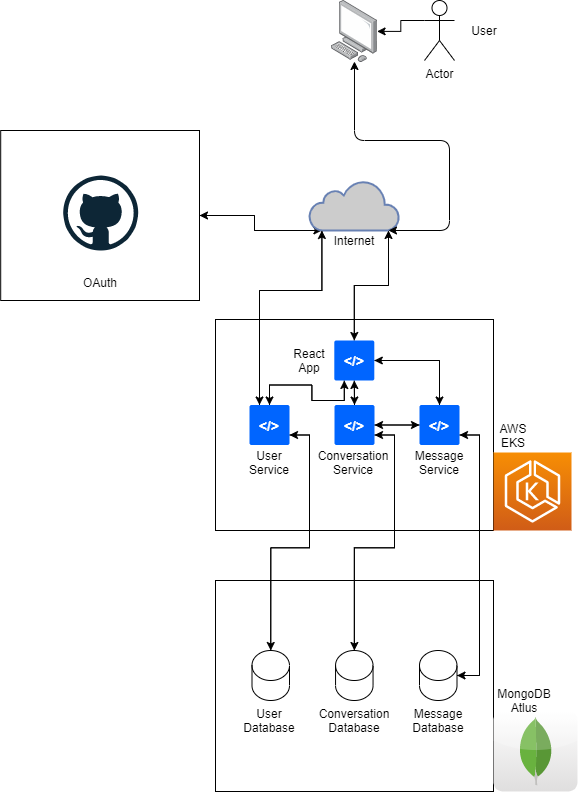 User
Actor
Internet
OAuth
React
App
</>
</>
</>
</>
User
Service
Conversation
Service
Message
Service
AWS
EKS
K
User
Database
Conversation
Database
Message
Database
MongoDB
Atlus